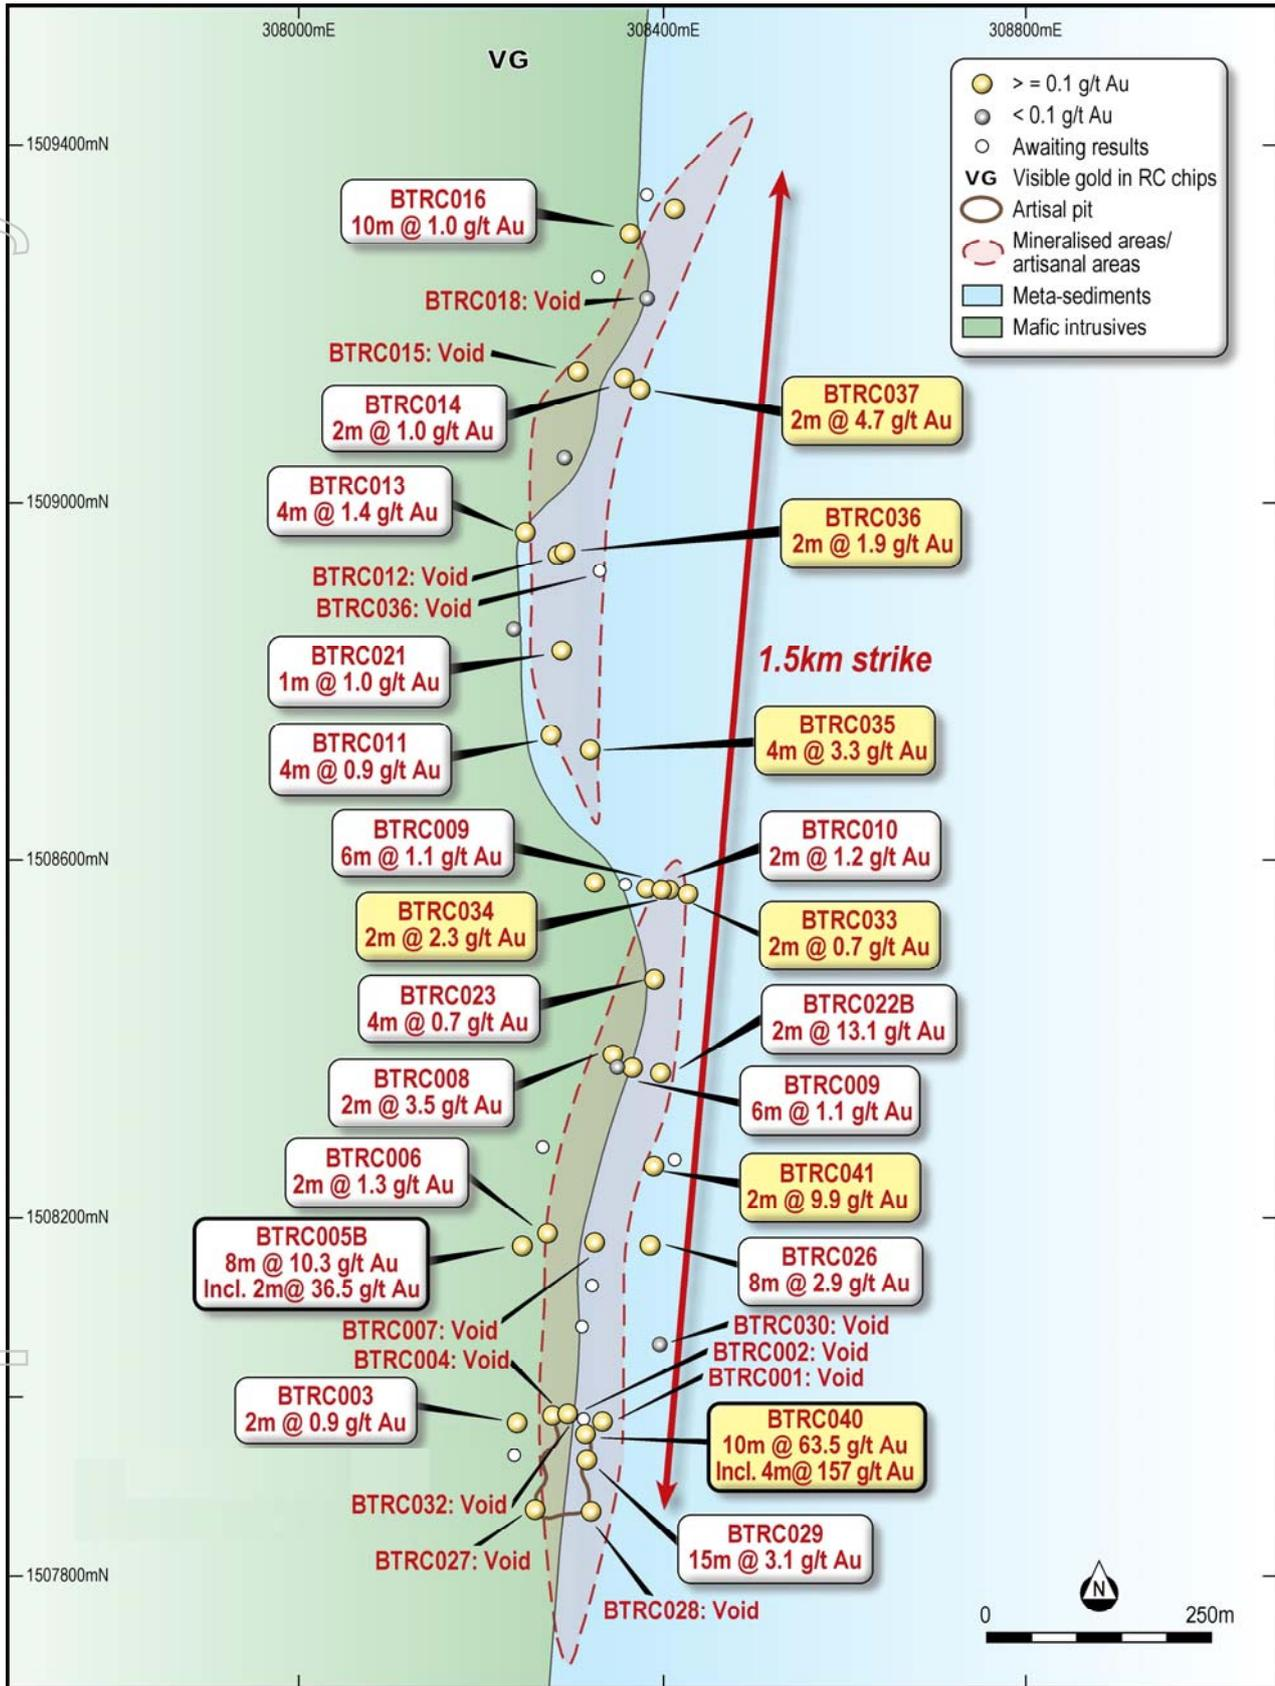 308000mE
308400mE
308800mE
VG
> = 0.1 g/t Au
< 0.1 g/t Au
Awaiting results
VG Visible gold in RC chips
Artisal pit
Mineralised areas/
artisanal areas
Meta-sediments
Mafic intrusives
1509400mN
BTRC016
10m @ 1.0 g/t Au
BTRC018: Void
BTRC015: Void
BTRC014
2m @ 1.0 g/t Au
BTRC037
2m @ 4.7 g/t Au
BTRC013
4m @ 1.4 g/t Au
1509000mN
BTRC036
2m @ 1.9 g/t Au
BTRC012: Void
BTRC036: Void
BTRC021
1m @ 1.0 g/t Au
1.5km strike
BTRC011
4m @ 0.9 g/t Au
BTRC035
4m @ 3.3 g/t Au
BTRC009
6m @ 1.1 g/t Au
BTRC010
2m @ 1.2 g/t Au
1508600mN
BTRC034
2m @ 2.3 g/t Au
BTRC033
2m @ 0.7 g/t Au
BTRC023
4m @ 0.7 g/t Au
BTRC022B
2m @ 13.1 g/t Au
BTRC008
2m @ 3.5 g/t Au
BTRC009
6m @ 1.1 g/t Au
BTRC006
2m @ 1.3 g/t Au
BTRC041
2m @ 9.9 g/t Au
1508200mN
BTRC005B
8m @ 10.3 g/t Au
Incl. 2m@ 36.5 g/t Au
BTRC026
8m @ 2.9 g/t Au
BTRC007: Void
BTRC030: Void
BTRC004: Void
BTRC002: Void
BTRC001: Void
BTRC003
2m @ 0.9 g/t Au
BTRC040
10m @ 63.5 g/t Au
Incl. 4m@ 157 g/t Au
BTRC032: Void
BTRC029
15m @ 3.1 g/t Au
BTRC027: Void
1507800mN
BTRC028: Void
N
0 250m